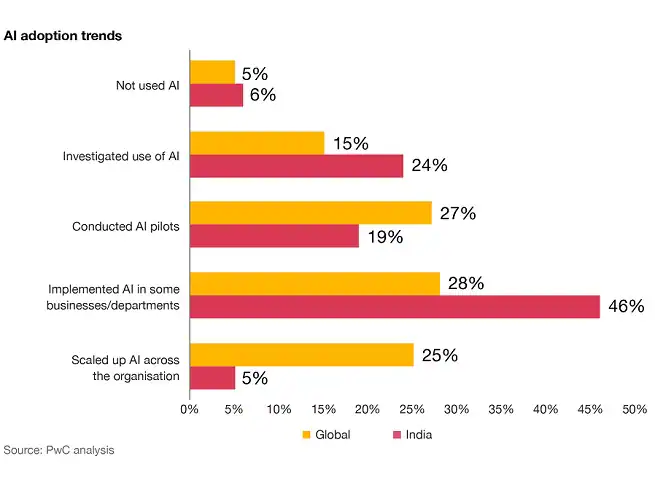 AI adoption trends
Not used AI
5%
6%
Investigated use of AI
15%
24%
Conducted AI pilots
27%
19%
Implemented AI in some
businesses/departments
28%
46%
Scaled up AI across
the organisation
25%
5%
0% 5% 10% 15% 20% 25% 30% 35% 40% 45% 50%
Global India
Source: PwC analysis